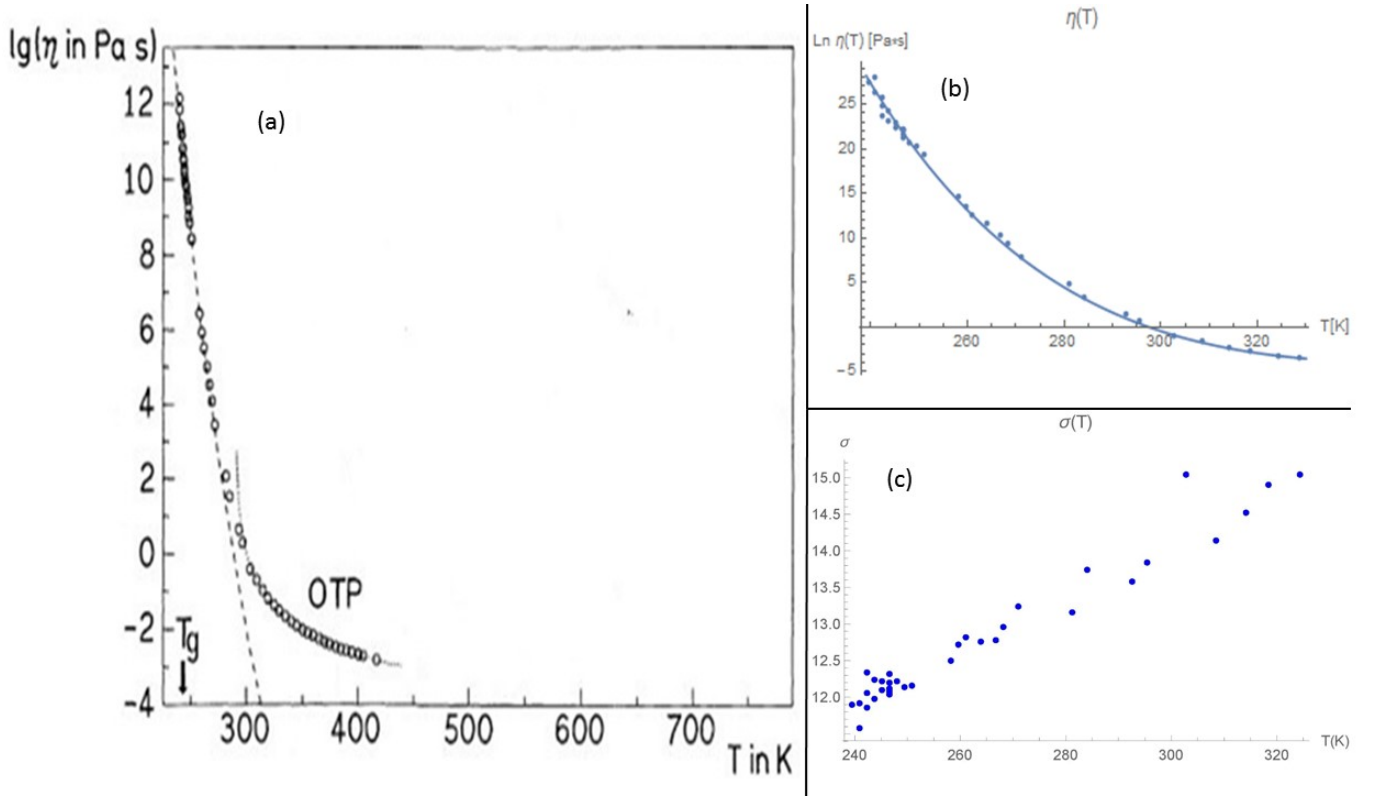 lg(η in Pa s)
(a)
12
10
8
6
4
2
0
-2
-4
Tg
OTP
300
400
500
600
700
T in K
η(T)
Ln η(T) [Pa*s]
(b)
25
20
15
10
5
-5
260
280
300
320
T[K]
σ(T)
σ
(c)
15.0
14.5
14.0
13.5
13.0
12.5
12.0
240
260
280
300
320
T(K)